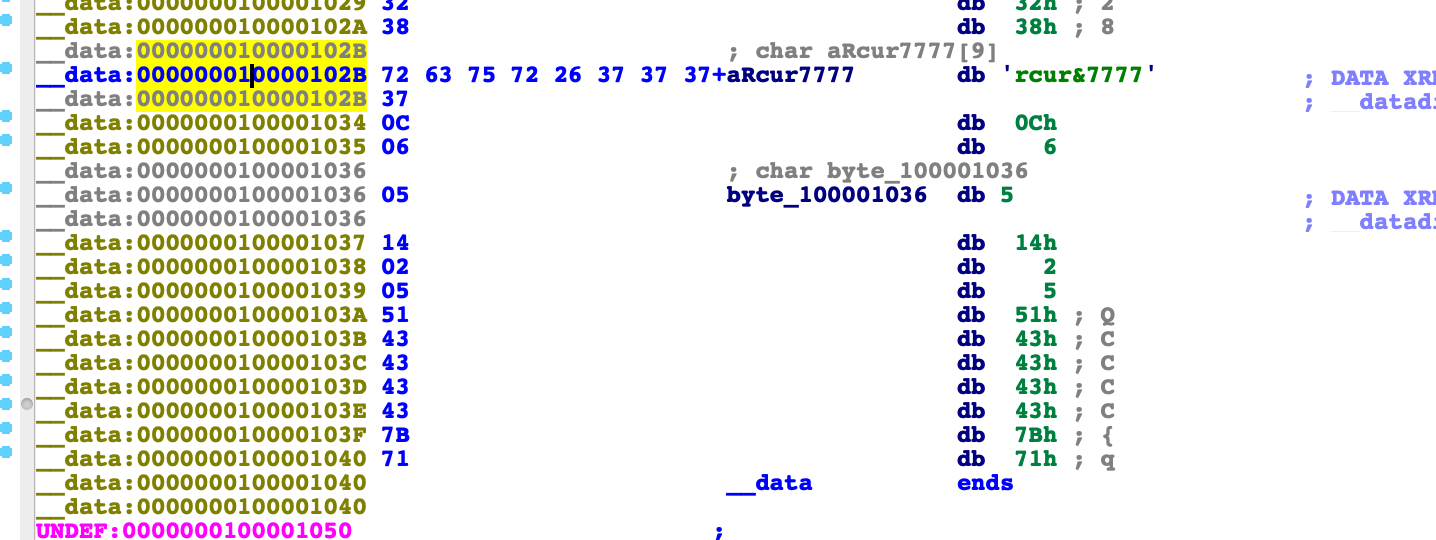 __data:0000000100001029 32 db 32h ; 2
__data:000000010000102A 38 db 38h ; 8
__data:000000010000102B ; char aRcur7777[9]
__data:000000010000102B 72 63 75 72 26 37 37 37+aRcur7777 db 'rcur&7777' ; DATA XR
__data:000000010000102B 37 ; __datad
__data:0000000100001034 0C db 0Ch
__data:0000000100001035 06 db 6
__data:0000000100001036 ; char byte_100001036
__data:0000000100001036 05 byte_100001036 db 5 ; DATA XR
__data:0000000100001036 ; __datad
__data:0000000100001037 14 db 14h
__data:0000000100001038 02 db 2
__data:0000000100001039 05 db 5
__data:000000010000103A 51 db 51h ; Q
__data:000000010000103B 43 db 43h ; C
__data:000000010000103C 43 db 43h ; C
__data:000000010000103D 43 db 43h ; C
__data:000000010000103E 43 db 43h ; C
__data:000000010000103F 7B db 7Bh ; {
__data:0000000100001040 71 db 71h ; q
__data:0000000100001040 __data ends
__data:0000000100001040
UNDEF:0000000100001050 ;